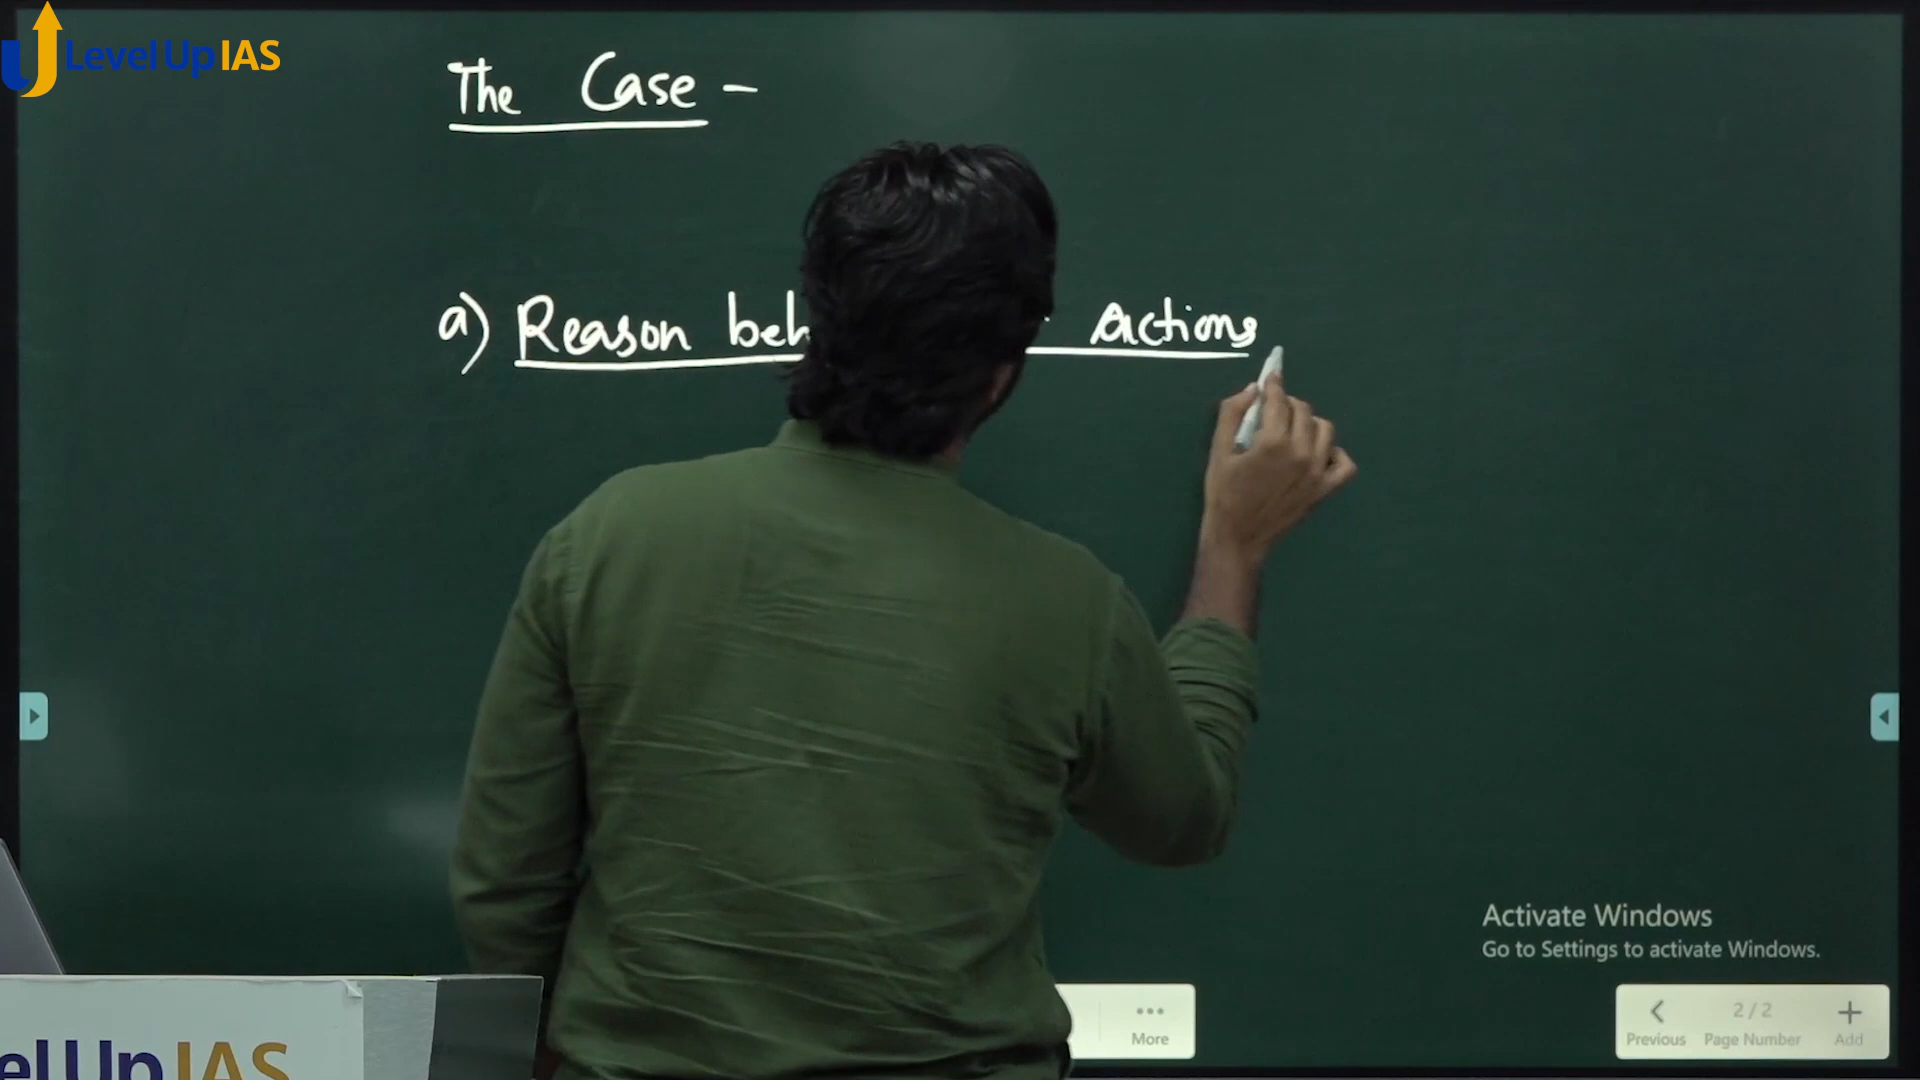 Level Up IAS
The Case -
a) Reason beh Actions
Activate Windows
Go to Settings to activate Windows.
More
Previous
2/2
Page Number
Add
el Up IAS